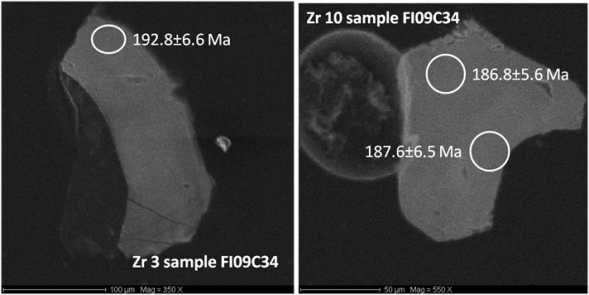 192.8±6.6 Ma
Zr 3 sample FI09C34
100 µm Mag = 350 X
Zr 10 sample FI09C34
186.8±5.6 Ma
187.6±6.5 Ma
50 µm Mag = 550 X